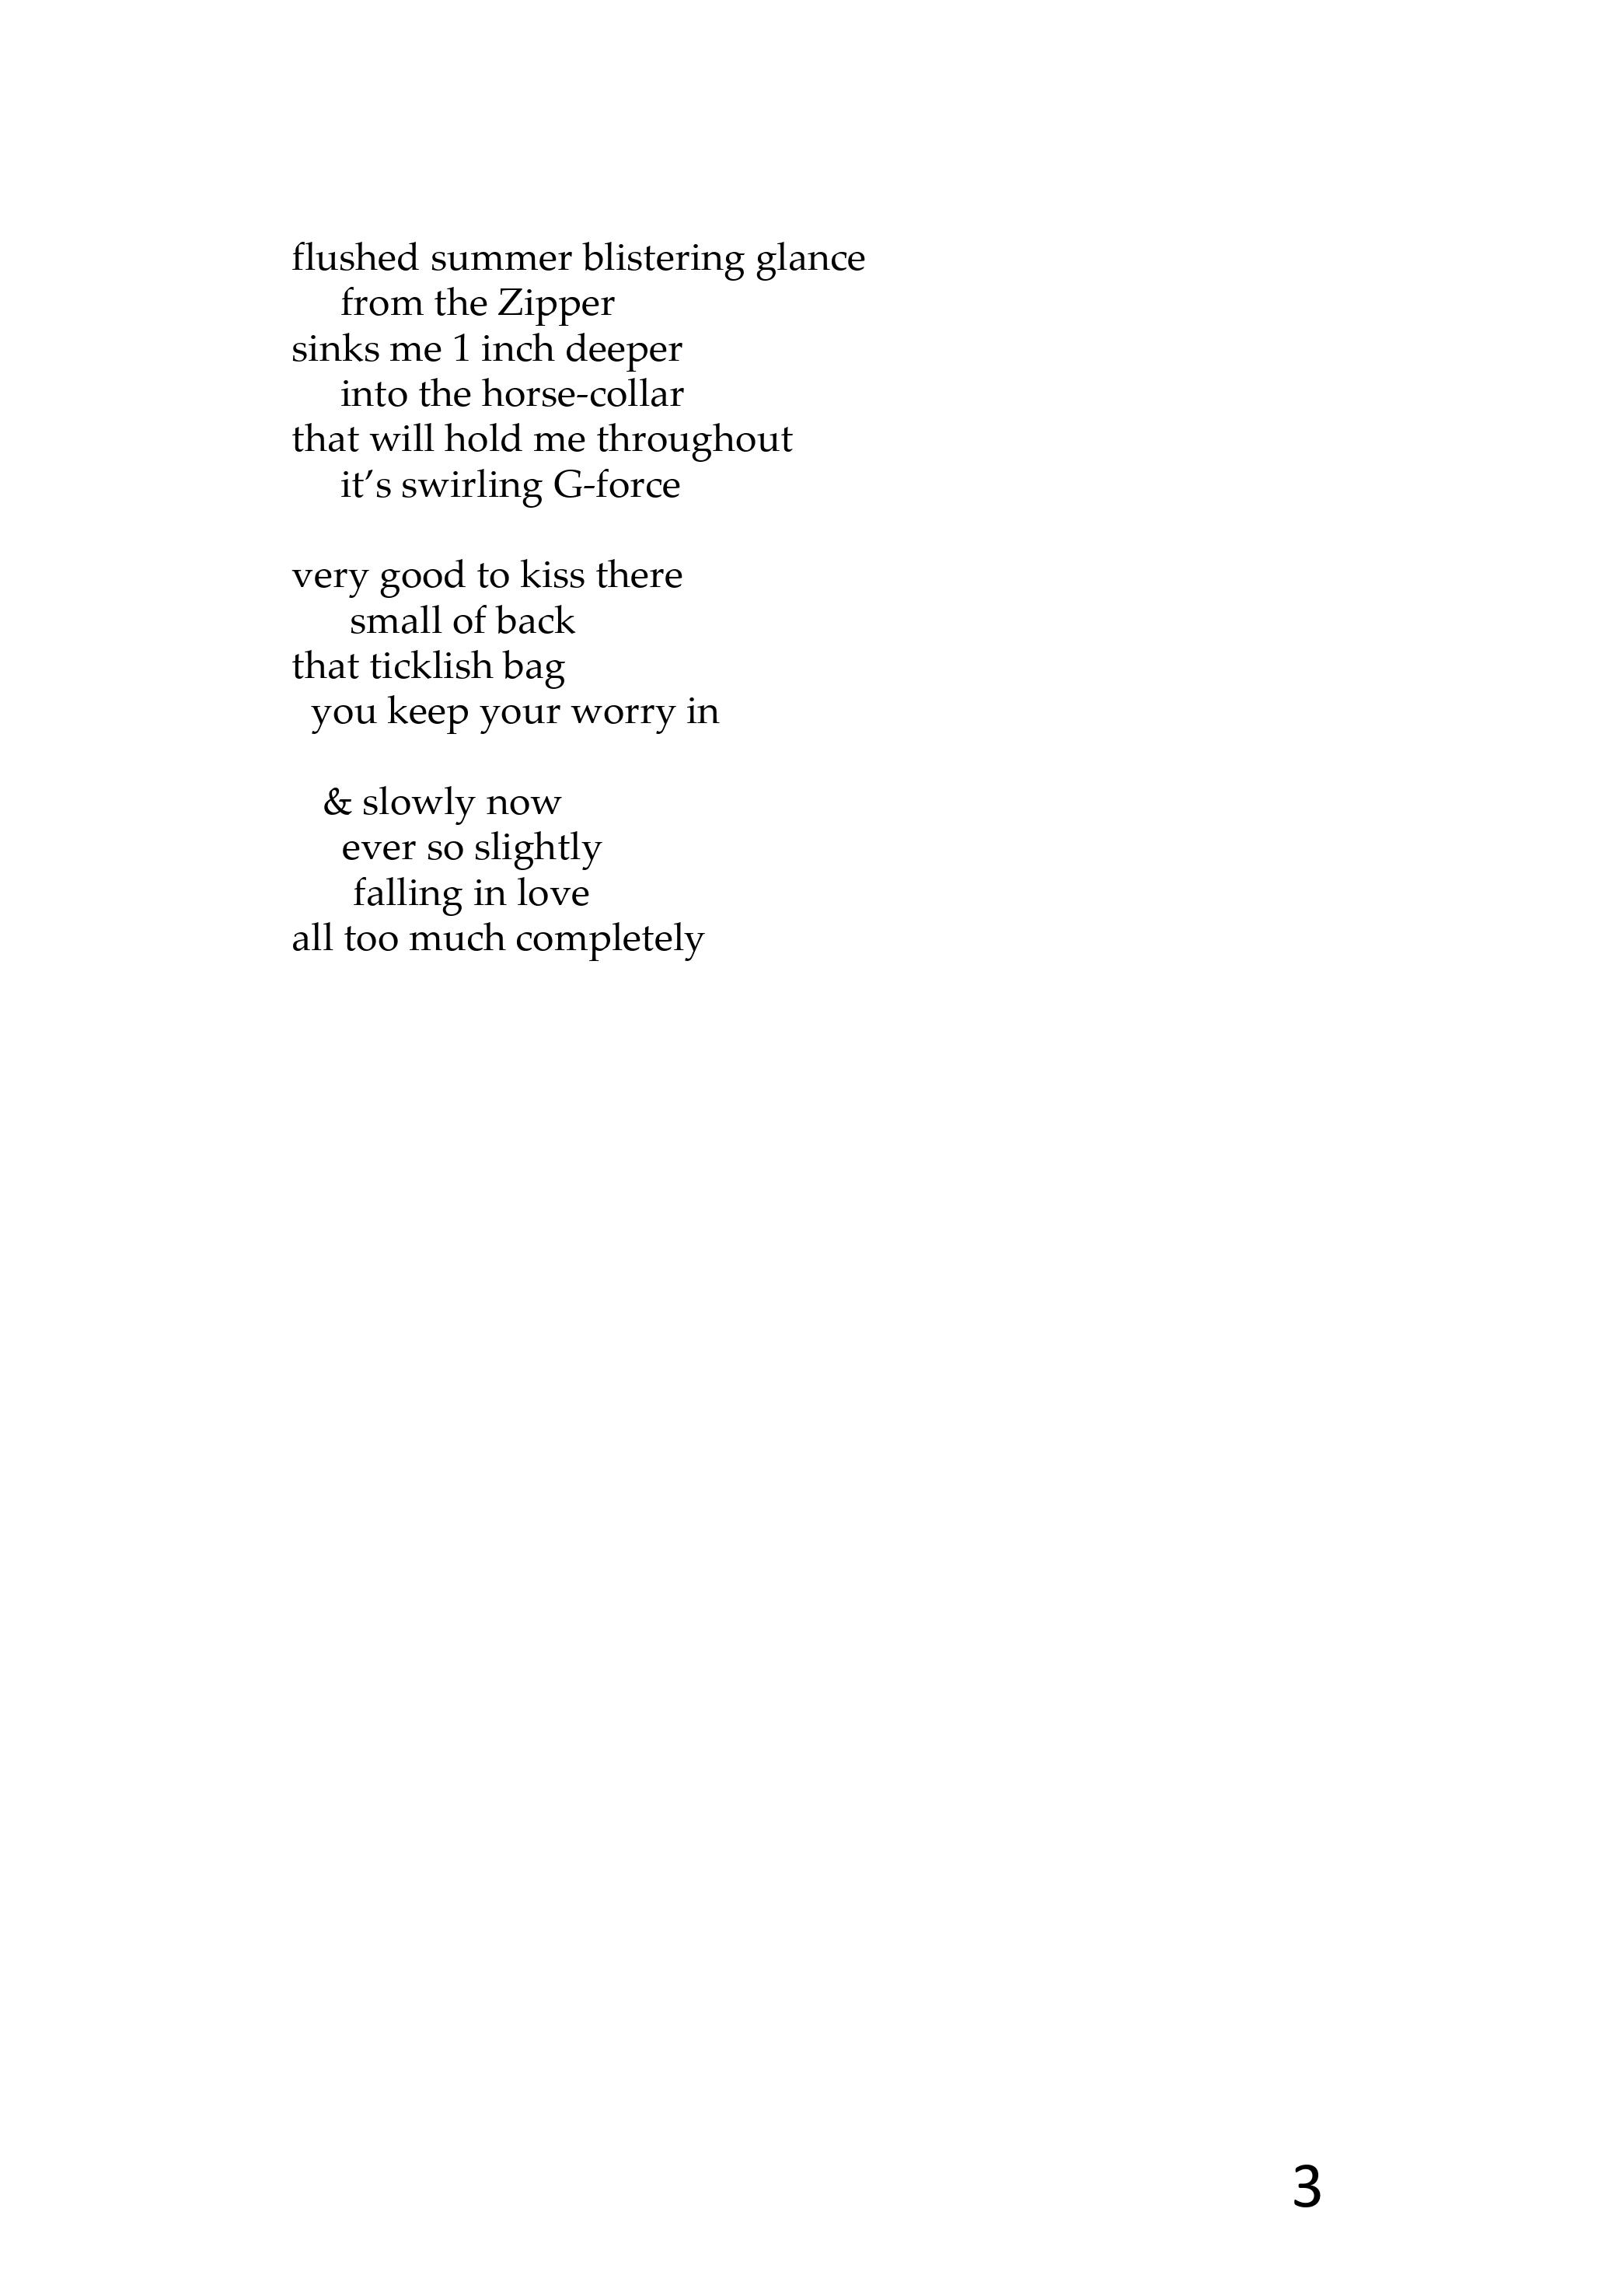 flushed summer blistering glance
from the Zipper
sinks me 1 inch deeper
into the horse-collar
that will hold me throughout
it’s swirling G-force
very good to kiss there
small of back
that ticklish bag
you keep your worry in
& slowly now
ever so slightly
falling in love
all too much completely
3